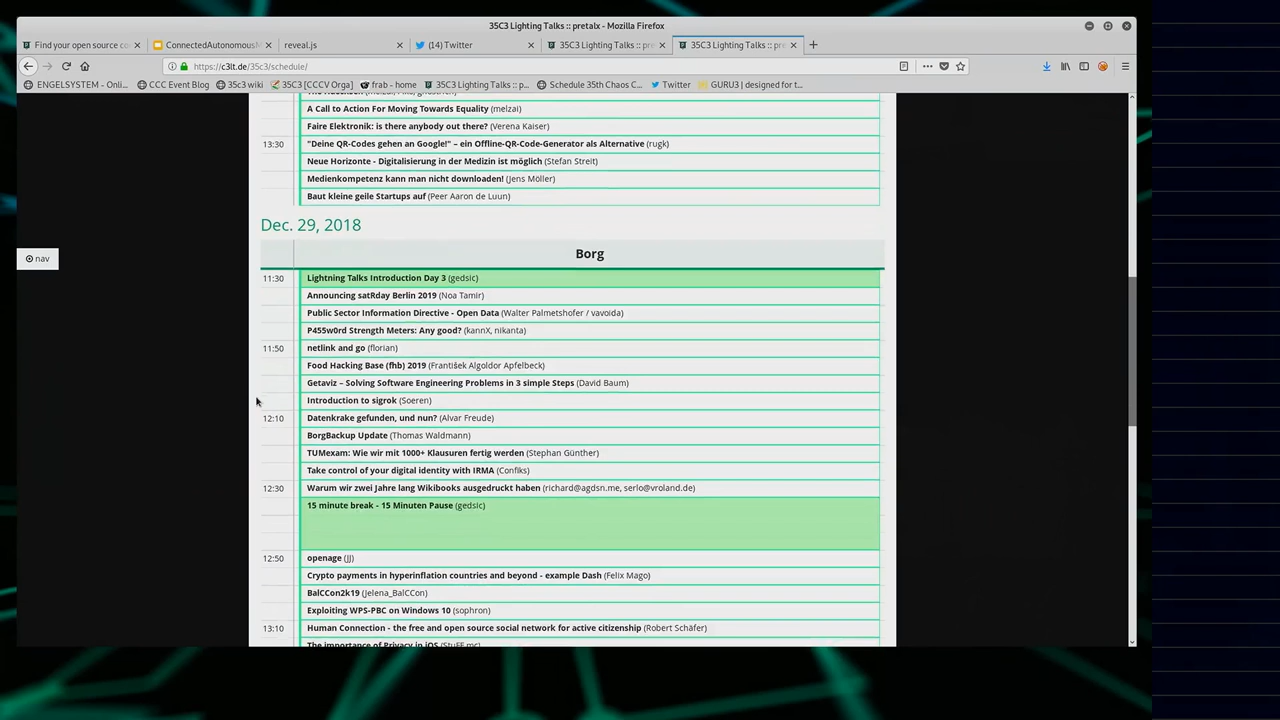 35C3 Lighting Talks :: pretalx - Mozilla Firefox
Find your open source co
ConnectedAutonomousM
reveal.js
(14) Twitter
35C3 Lighting Talks :: pre
35C3 Lighting Talks :: pre
https://c3lt.de/35c3/schedule/
ENGELSYSTEM - Onli...
CCC Event Blog
35c3 wiki
35C3 [CCCV Orga]
frab - home
35C3 Lighting Talks :: p...
Schedule 35th Chaos C...
Twitter
GURU3 | designed for t...
A Call to Action For Moving Towards Equality (melzai)
Faire Elektronik: is there anybody out there? (Verena Kaiser)
13:30 "Deine QR-Codes gehen an Google!" – ein Offline-QR-Code-Generator als Alternative (rugk)
Neue Horizonte - Digitalisierung in der Medizin ist möglich (Stefan Streit)
Medienkompetenz kann man nicht downloaden! (Jens Möller)
Baut kleine geile Startups auf (Peer Aaron de Luun)
Dec. 29, 2018
nav
Borg
11:30 Lightning Talks Introduction Day 3 (gedsic)
Announcing satRday Berlin 2019 (Noa Tamir)
Public Sector Information Directive - Open Data (Walter Palmetshofer / vavoida)
P455w0rd Strength Meters: Any good? (kannX, nikanta)
11:50 netlink and go (florian)
Food Hacking Base (fhb) 2019 (František Algoldor Apfelbeck)
Getaviz – Solving Software Engineering Problems in 3 simple Steps (David Baum)
Introduction to sigrok (Soeren)
12:10 Datenkrake gefunden, und nun? (Alvar Freude)
BorgBackup Update (Thomas Waldmann)
TUMexam: Wie wir mit 1000+ Klausuren fertig werden (Stephan Günther)
Take control of your digital identity with IRMA (Confiks)
12:30 Warum wir zwei Jahre lang Wikibooks ausgedruckt haben (richard@agdsn.me, serlo@vroland.de)
15 minute break - 15 Minuten Pause (gedsic)
12:50 openage (JJ)
Crypto payments in hyperinflation countries and beyond - example Dash (Felix Mago)
BalCCon2k19 (Jelena_BalCCon)
Exploiting WPS-PBC on Windows 10 (sophron)
13:10 Human Connection - the free and open source social network for active citizenship (Robert Schäfer)
The importance of Privacy in iOS (StuFF mc)